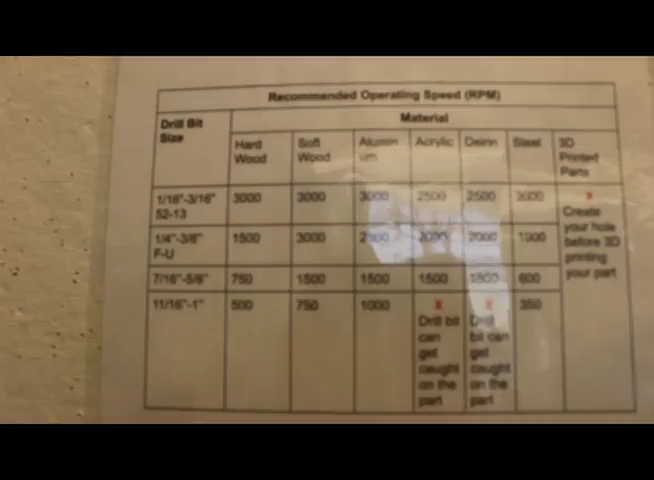 Recommended Operating Speed (RPM)
Drill Bit Size Material
Hard Wood Soft Wood Aluminum Acrylic Delrin Steel 3D Printed Parts
1/16"-3/16" 52-13 3000 3000 3000 2500 2500 3000 x Create your hole before 3D printing your part
1/4"-3/8" F-U 1500 3000 2000 2000 1000
7/16"-5/8" 750 1500 1500 1500 1500 600
11/16"-1" 500 750 1000 x Drill bit can get caught on the part x Drill bit can get caught on the part 350